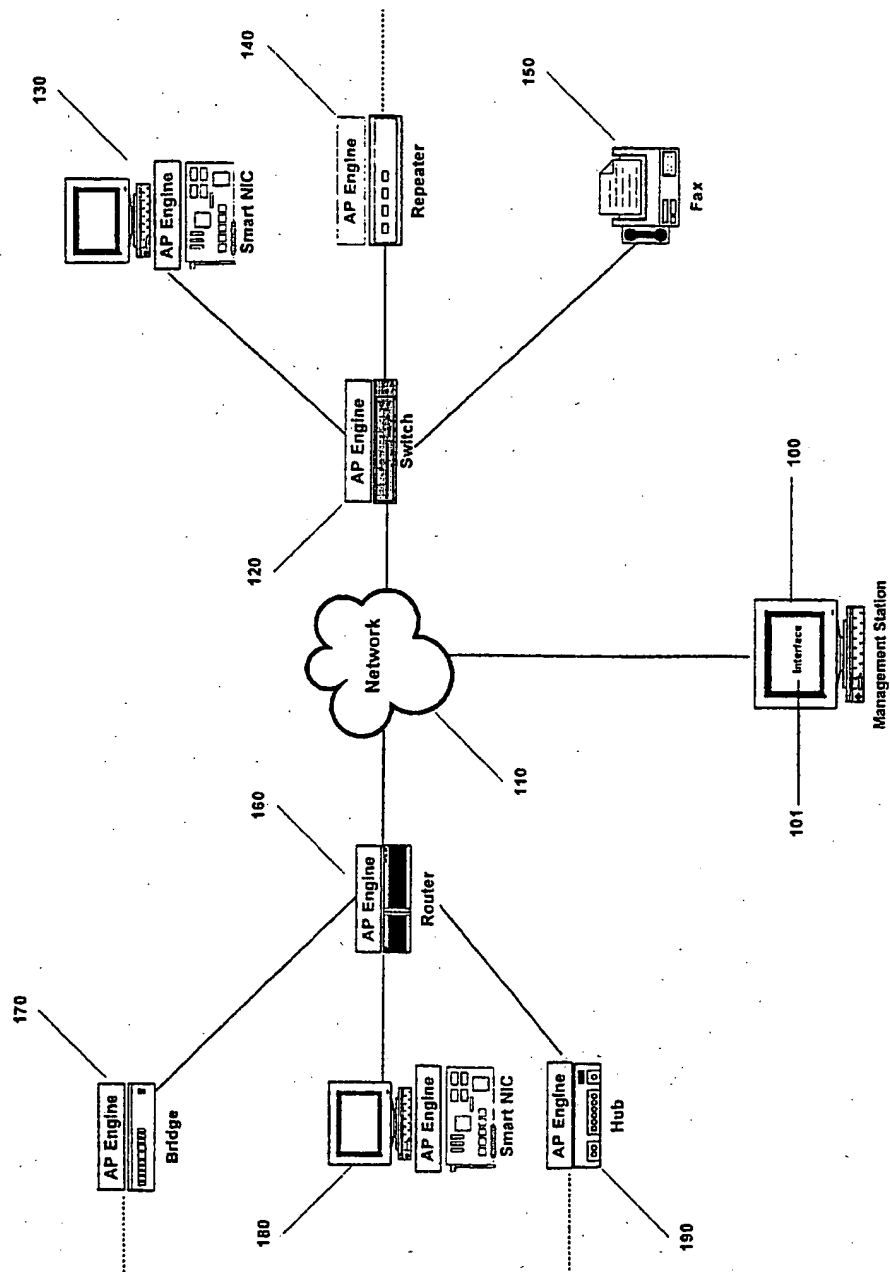 130
AP Engine
Smart NIC
140
AP Engine
Repeater
150
Fax
120
AP Engine
Switch
Network
110
100
Interface
101
Management Station
160
AP Engine
Router
170
AP Engine
Bridge
180
AP Engine
Smart NIC
AP Engine
Hub
190